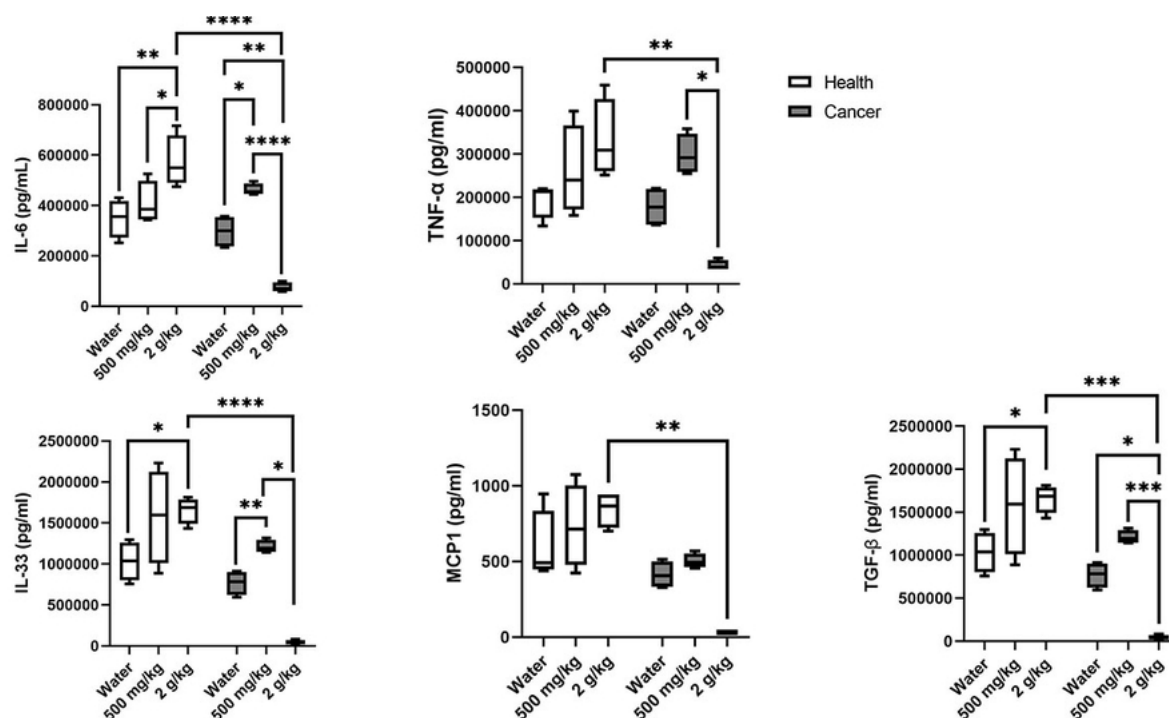 ****
**
**
*
*
****
800000
600000
400000
200000
0
IL-6 (pg/mL)
Water
500 mg/kg
2 g/kg
Water
500 mg/kg
2 g/kg
**
*
500000
400000
300000
200000
100000
0
TNF-α (pg/ml)
Water
500 mg/kg
2 g/kg
Water
500 mg/kg
2 g/kg
Health
Cancer
****
*
*
**
2500000
2000000
1500000
1000000
500000
0
IL-33 (pg/ml)
Water
500 mg/kg
2 g/kg
Water
500 mg/kg
2 g/kg
**
1500
1000
500
0
MCP1 (pg/ml)
Water
500 mg/kg
2 g/kg
Water
500 mg/kg
2 g/kg
***
*
*
***
2500000
2000000
1500000
1000000
500000
0
TGF-β (pg/ml)
Water
500 mg/kg
2 g/kg
Water
500 mg/kg
2 g/kg